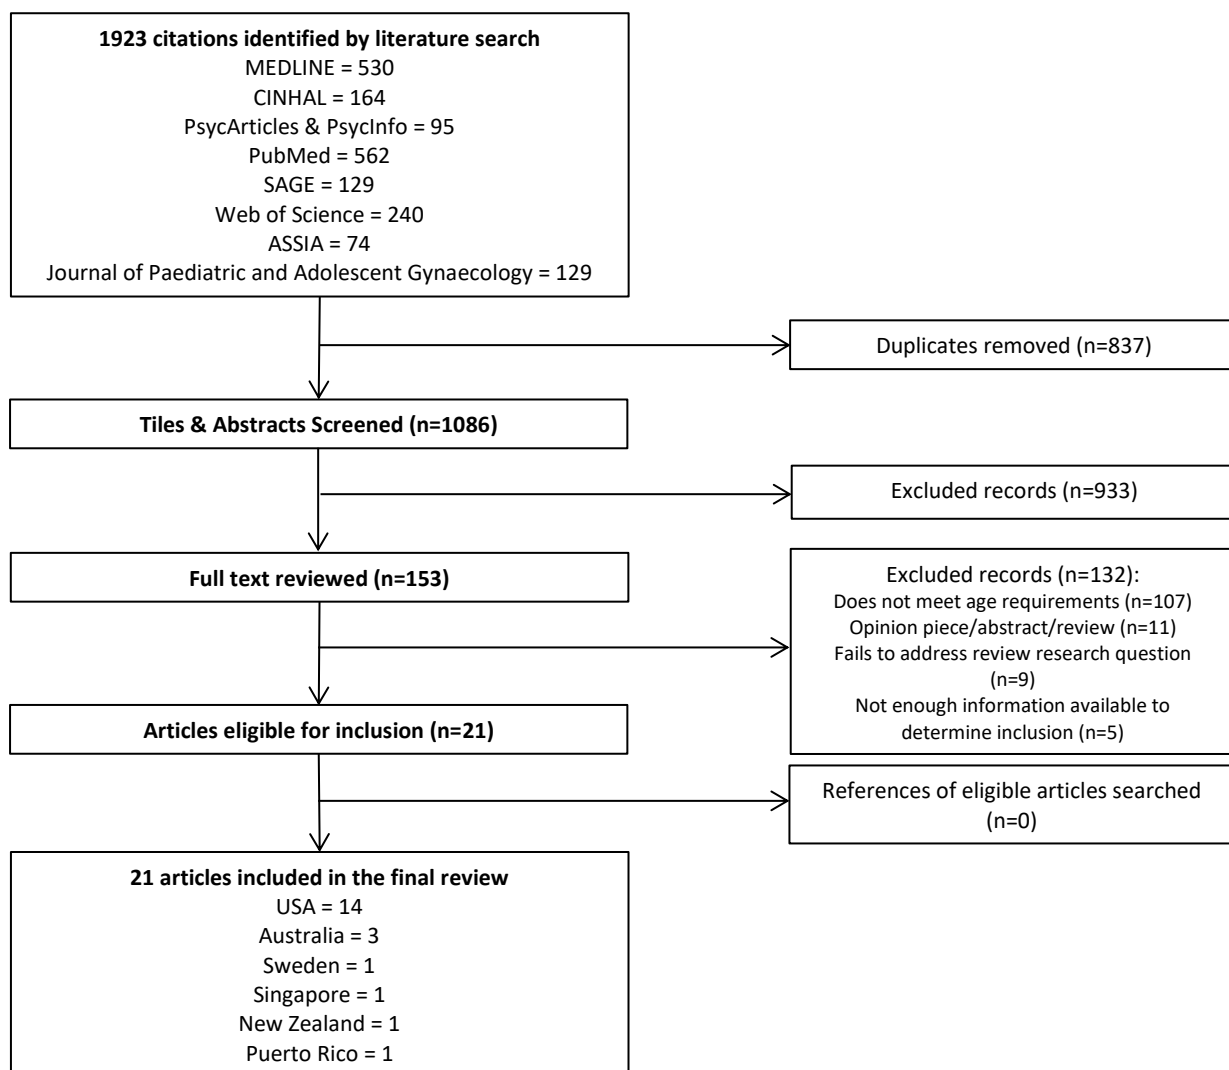 1923 citations identified by literature search
MEDLINE = 530
CINHAL = 164
PsycArticles & PsycInfo = 95
PubMed = 562
SAGE = 129
Web of Science = 240
ASSIA = 74
Journal of Paediatric and Adolescent Gynaecology = 129
Duplicates removed (n=837)
Tiles & Abstracts Screened (n=1086)
Excluded records (n=933)
Full text reviewed (n=153)
Excluded records (n=132):
Does not meet age requirements (n=107)
Opinion piece/abstract/review (n=11)
Fails to address review research question
(n=9)
Not enough information available to
determine inclusion (n=5)
Articles eligible for inclusion (n=21)
References of eligible articles searched
(n=0)
21 articles included in the final review
USA = 14
Australia = 3
Sweden = 1
Singapore = 1
New Zealand = 1
Puerto Rico = 1